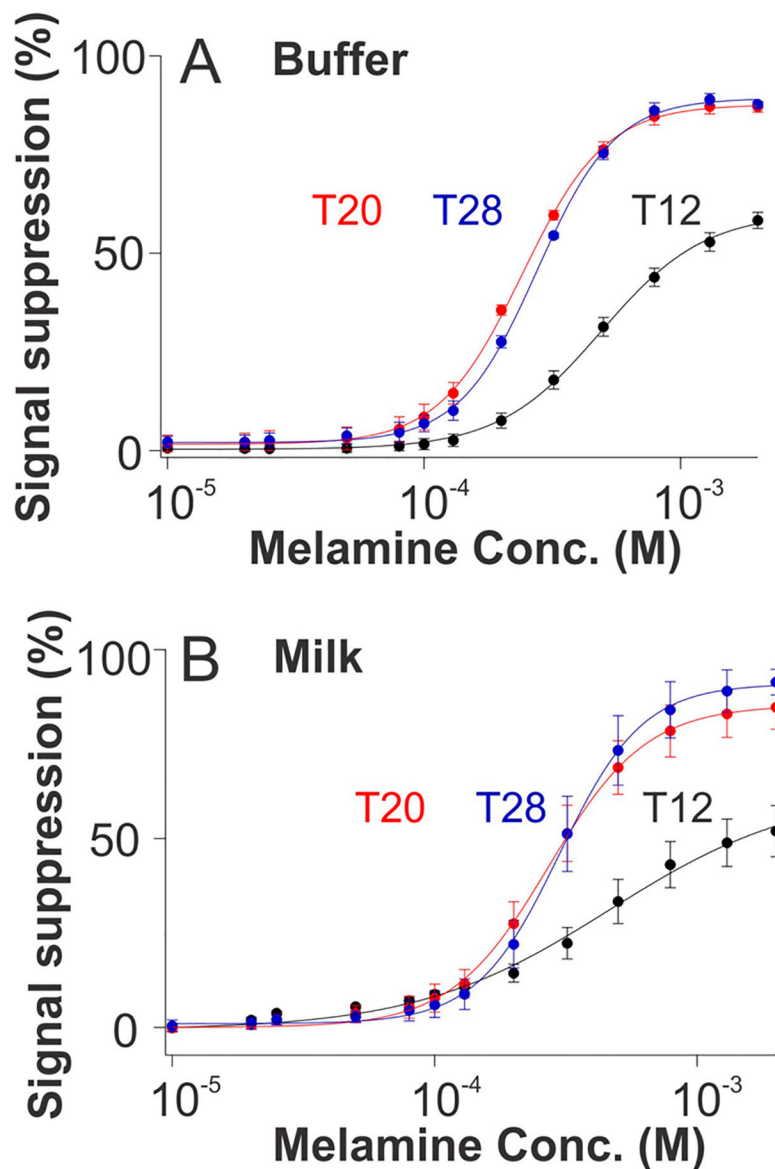 A Buffer
Signal suppression (%)
100
50
0
T20 T28 T12
10-5 10-4 10-3
Melamine Conc. (M)
B Milk
Signal suppression (%)
100
50
0
T20 T28 T12
10-5 10-4 10-3
Melamine Conc. (M)